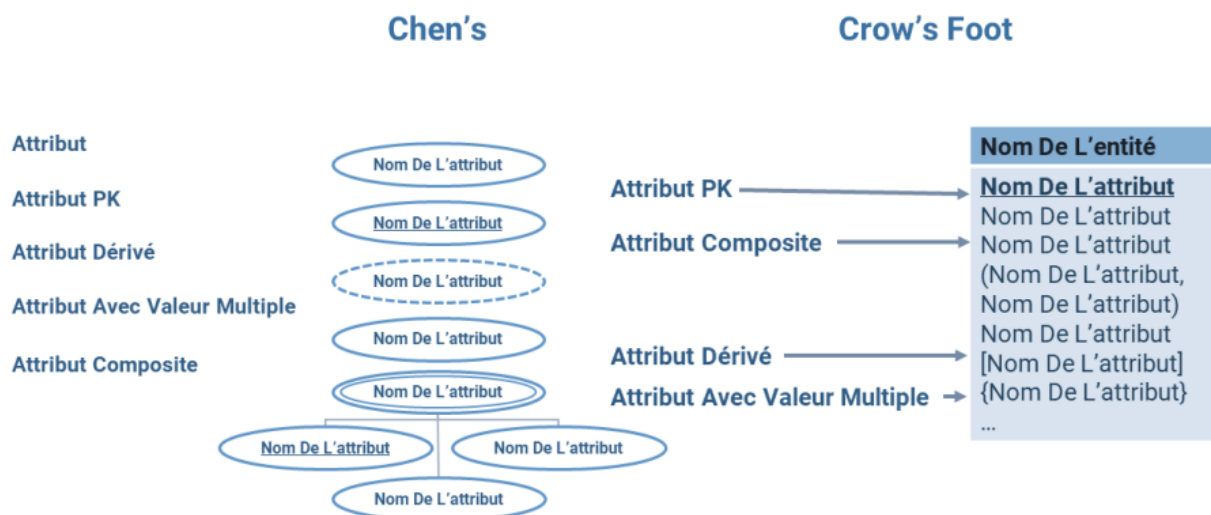 Chen's
Crow's Foot
Attribut
Attribut PK
Attribut Dérivé
Attribut Avec Valeur Multiple
Attribut Composite
Nom De L'attribut
Nom De L'attribut
Nom De L'attribut
Nom De L'attribut
Nom De L'attribut
Nom De L'attribut
Nom De L'attribut
Nom De L'attribut
Attribut PK
Attribut Composite
Attribut Dérivé
Attribut Avec Valeur Multiple
Nom De L'entité
Nom De L'attribut
Nom De L'attribut
Nom De L'attribut
(Nom De L'attribut,
Nom De L'attribut)
Nom De L'attribut
[Nom De L'attribut]
{Nom De L'attribut}
...